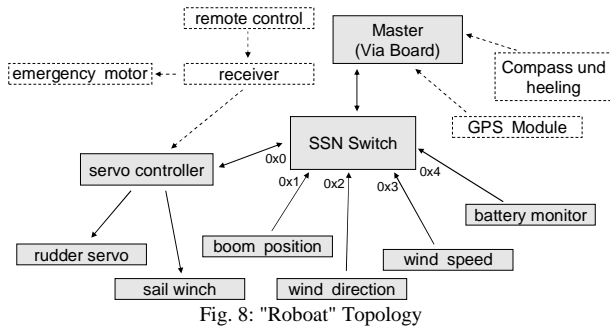 remote control
Master
(Via Board)
emergency motor
receiver
Compass und
heeling
GPS Module
SSN Switch
servo controller
0x0
0x1
0x2
0x3
0x4
battery monitor
boom position
rudder servo
wind speed
sail winch
wind direction
Fig. 8: "Roboat" Topology